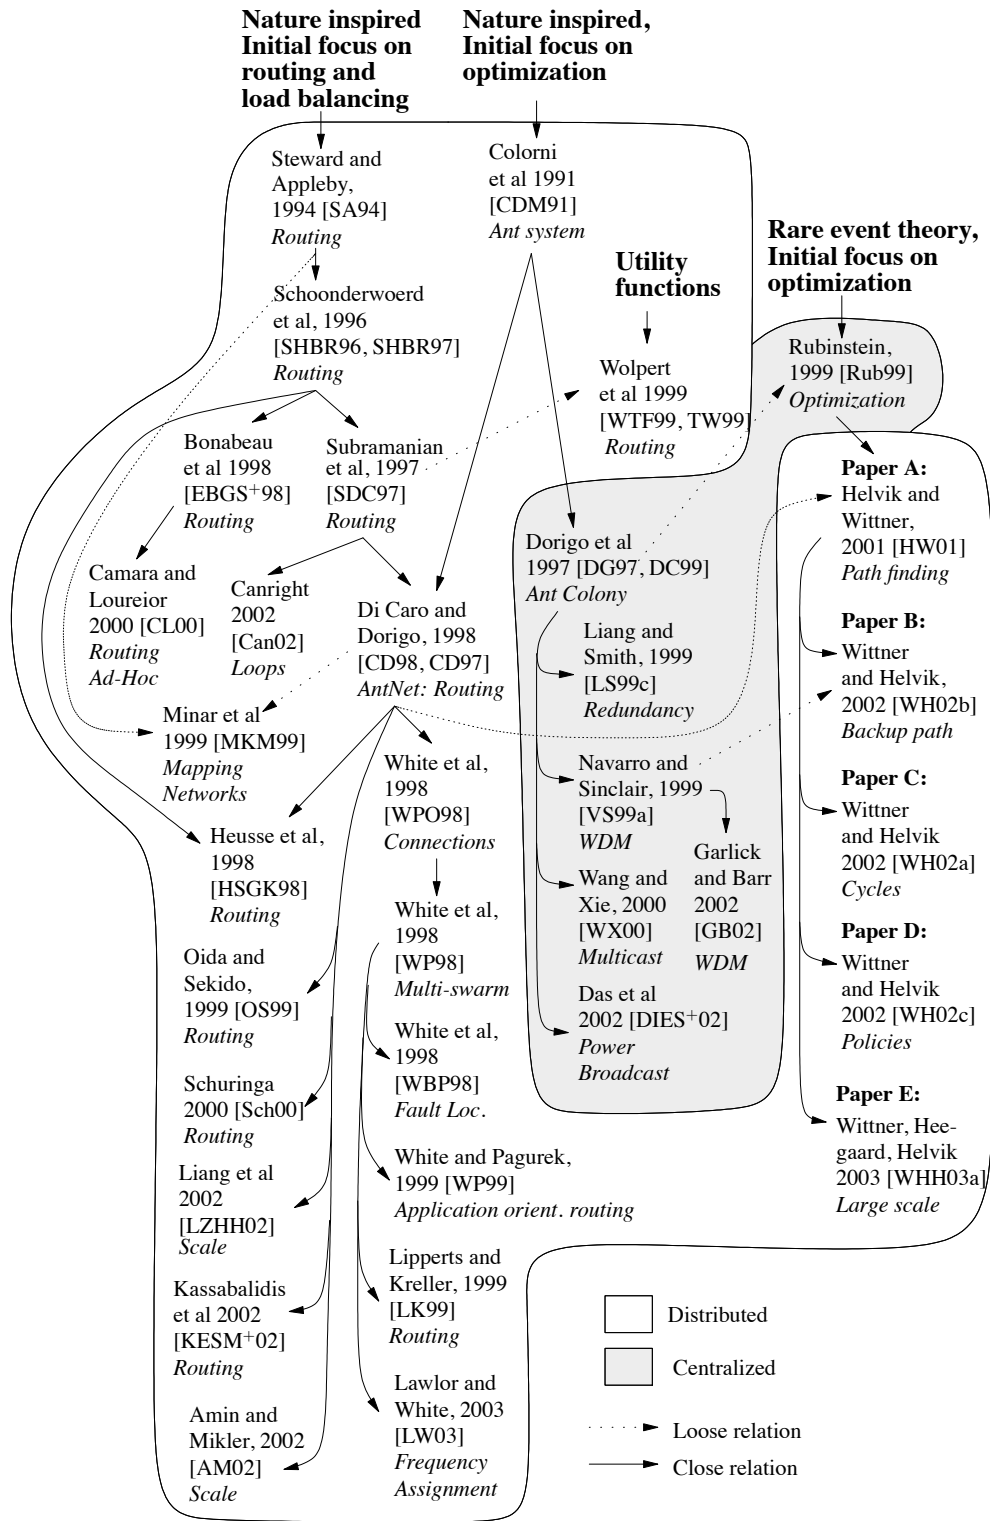 Nature inspired
Initial focus on
routing and
load balancing
Nature inspired,
Initial focus on
optimization
Steward and
Appleby,
1994 [SA94]
Routing
Colorni
et al 1991
[CDM91]
Ant system
Utility
functions
Rare event theory,
Initial focus on
optimization
Schoonderwoerd
et al, 1996
[SHBR96, SHBR97]
Routing
Wolpert
et al 1999
[WTF99, TW99]
Routing
Rubinstein,
1999 [Rub99]
Optimization
Bonabeau
et al 1998
[EBGS+98]
Routing
Subramanian
et al, 1997
[SDC97]
Routing
Paper A:
Helvik and
Wittner,
2001 [HW01]
Path finding
Dorigo et al
1997 [DG97, DC99]
Ant Colony
Camara and
Loureior
2000 [CL00]
Routing
Ad-Hoc
Canright
2002
[Can02]
Loops
Di Caro and
Dorigo, 1998
[CD98, CD97]
AntNet: Routing
Liang and
Smith, 1999
[LS99c]
Redundancy
Paper B:
Wittner
and Helvik,
2002 [WH02b]
Backup path
Minar et al
1999 [MKM99]
Mapping
Networks
White et al,
1998
[WPO98]
Connections
Navarro and
Sinclair, 1999
[VS99a]
WDM
Paper C:
Wittner
and Helvik
2002 [WH02a]
Cycles
Heusse et al,
1998
[HSGK98]
Routing
Garlick
and Barr
2002
[GB02]
WDM
Wang and
Xie, 2000
[WX00]
Multicast
White et al,
1998
[WP98]
Multi-swarm
Paper D:
Wittner
and Helvik
2002 [WH02c]
Policies
Oida and
Sekido,
1999 [OS99]
Routing
Das et al
2002 [DIES+02]
Power
Broadcast
White et al,
1998
[WBP98]
Fault Loc.
Schuringa
2000 [Sch00]
Routing
Paper E:
Wittner, Hee-
gaard, Helvik
2003 [WHH03a]
Large scale
White and Pagurek,
1999 [WP99]
Application orient. routing
Liang et al
2002
[LZHH02]
Scale
Lipperts and
Kreller, 1999
[LK99]
Routing
Kassabalidis
et al 2002
[KESM+02]
Routing
Lawlor and
White, 2003
[LW03]
Frequency
Assignment
Amin and
Mikler, 2002
[AM02]
Scale
Distributed
Centralized
Loose relation
Close relation